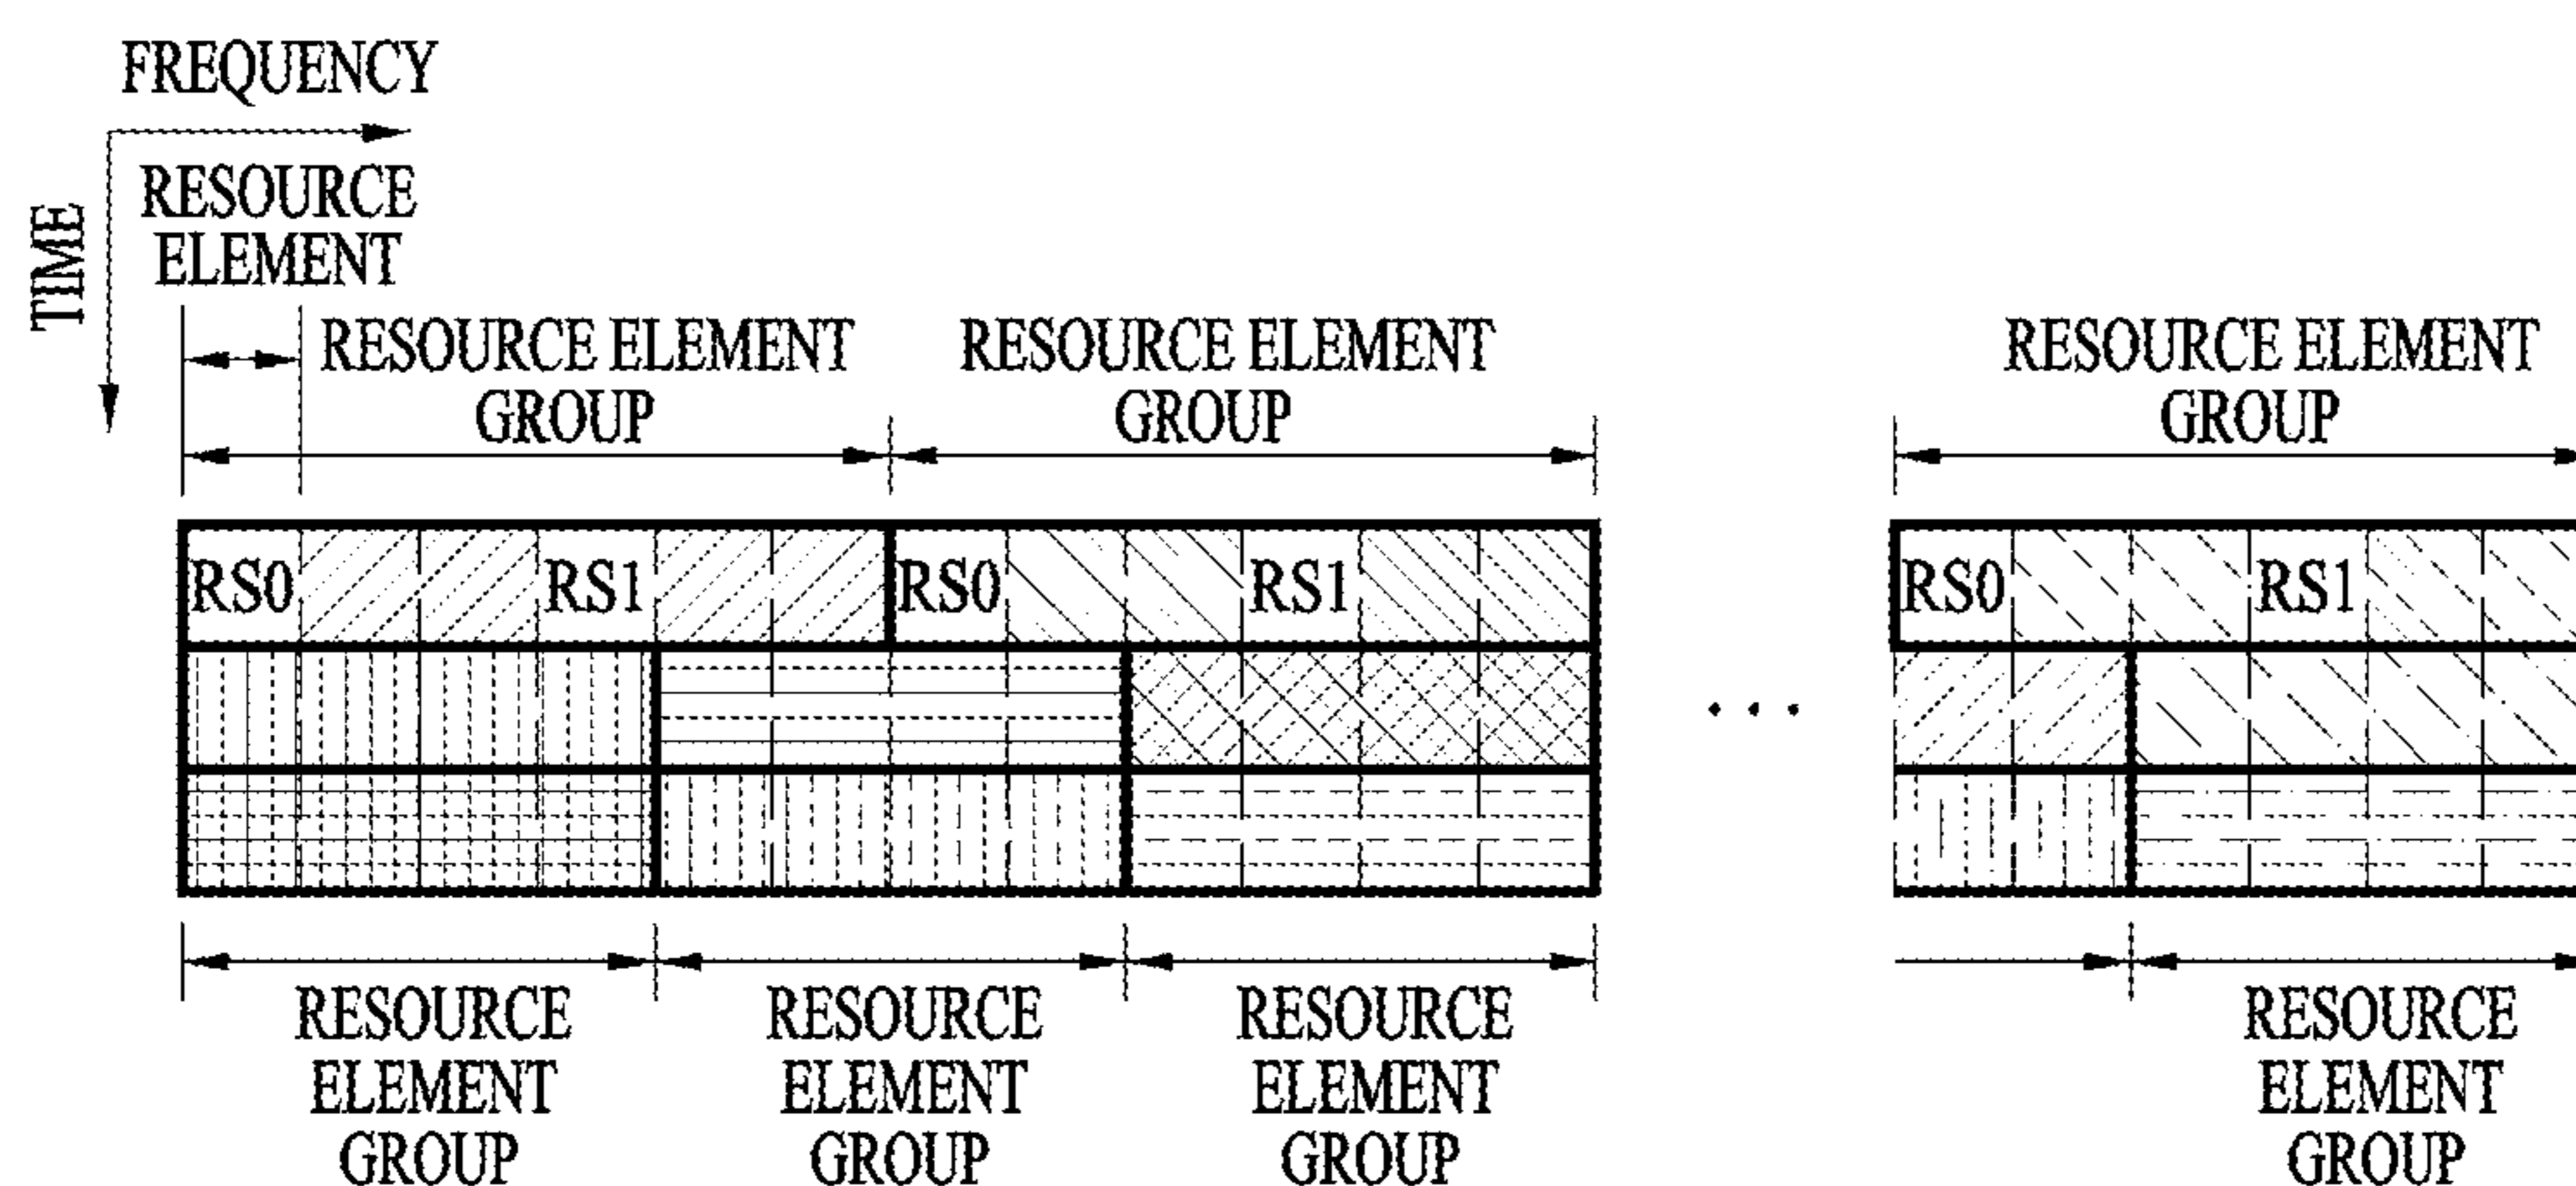 FREQUENCY
TIME
RESOURCE
ELEMENT
RESOURCE ELEMENT
GROUP
RESOURCE ELEMENT
GROUP
RESOURCE ELEMENT
GROUP
RS0 RS1 RS0 RS1 RS0 RS1
. . .
RESOURCE
ELEMENT
GROUP
RESOURCE
ELEMENT
GROUP
RESOURCE
ELEMENT
GROUP
RESOURCE
ELEMENT
GROUP